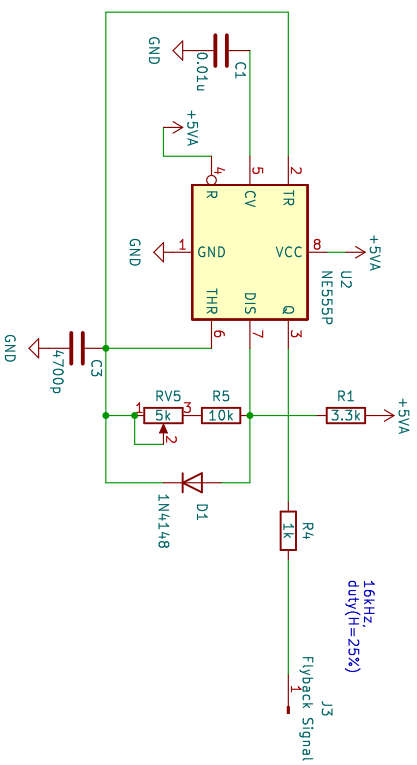 GND
0.01u
C1
+5VA
4
5
2
R
CV
TR
GND
1
GND
VCC
8
+5VA
U2
NE555P
THR
DIS
Q
6
7
3
GND
4700p
C3
RV5
1
5k
3
2
R5
10k
R1
3.3k
+5VA
1N4148
D1
R4
1k
16kHz,
duty(H=25%)
J3
1
Flyback Signal